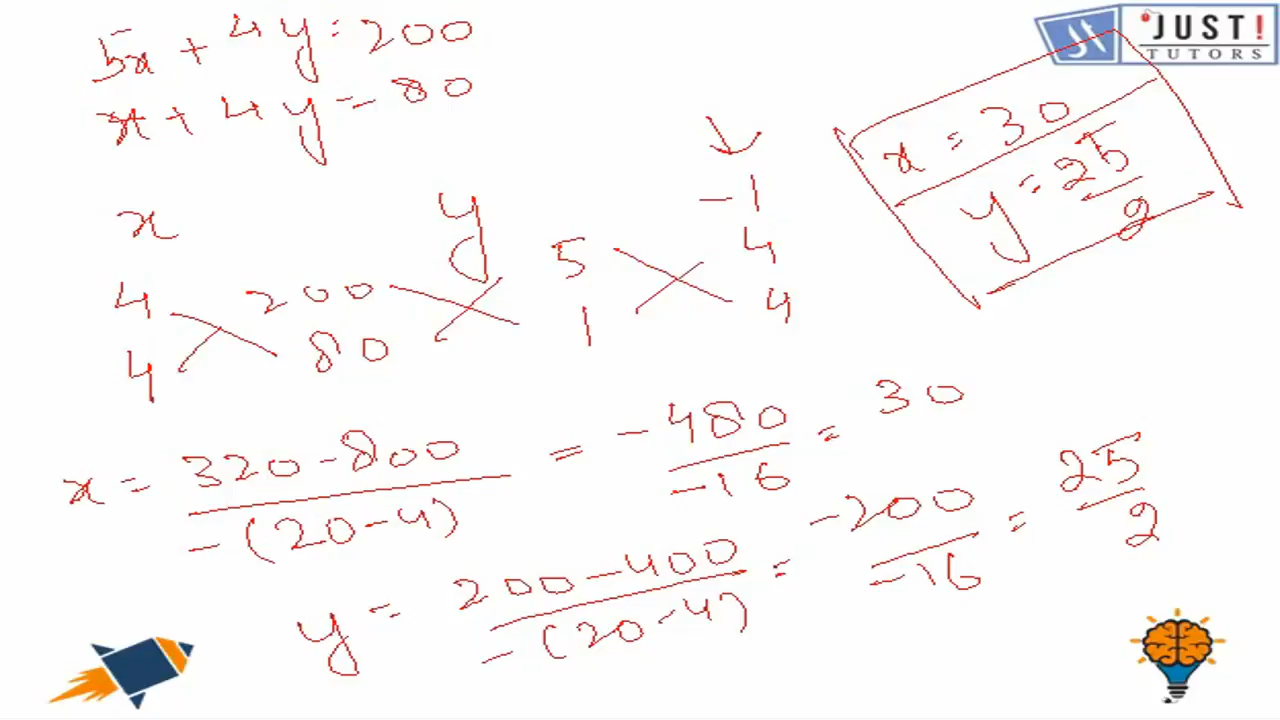 5x + 4y = 200
x + 4y = 80
JUST!
TUTORS
x = 30
y = 25/2
x y -1
4 200 5 4
4 80 1 4
x = 320-800/-(20-4) = -480/-16 = 30
y = 200-400/-(20-4) = -200/-16 = 25/2